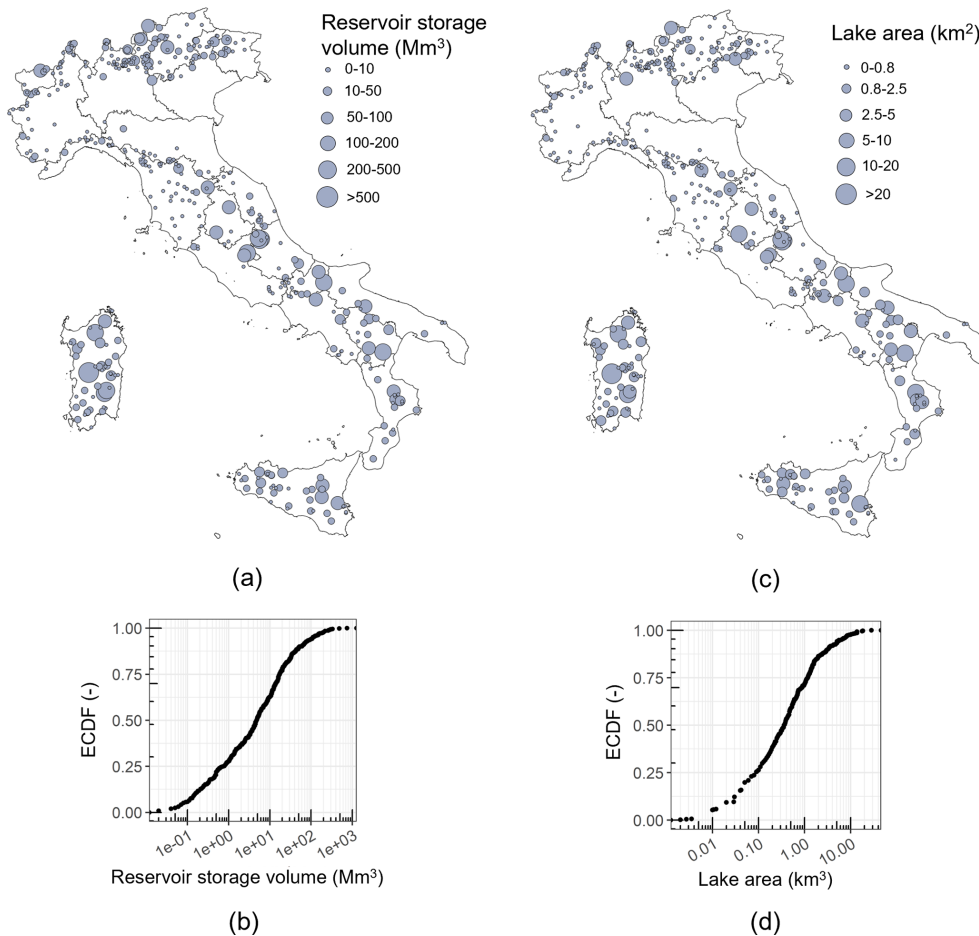 Reservoir storage
volume (Mm³)
0-10
10-50
50-100
100-200
200-500
>500
(a)
Lake area (km²)
0-0.8
0.8-2.5
2.5-5
5-10
10-20
>20
(c)
1.00
0.75
0.50
0.25
0.00
ECDF (-)
1e-01
1e+00
1e+01
1e+02
1e+03
Reservoir storage volume (Mm³)
(b)
1.00
0.75
0.50
0.25
0.00
ECDF (-)
0.01
0.10
1.00
10.00
Lake area (km³)
(d)